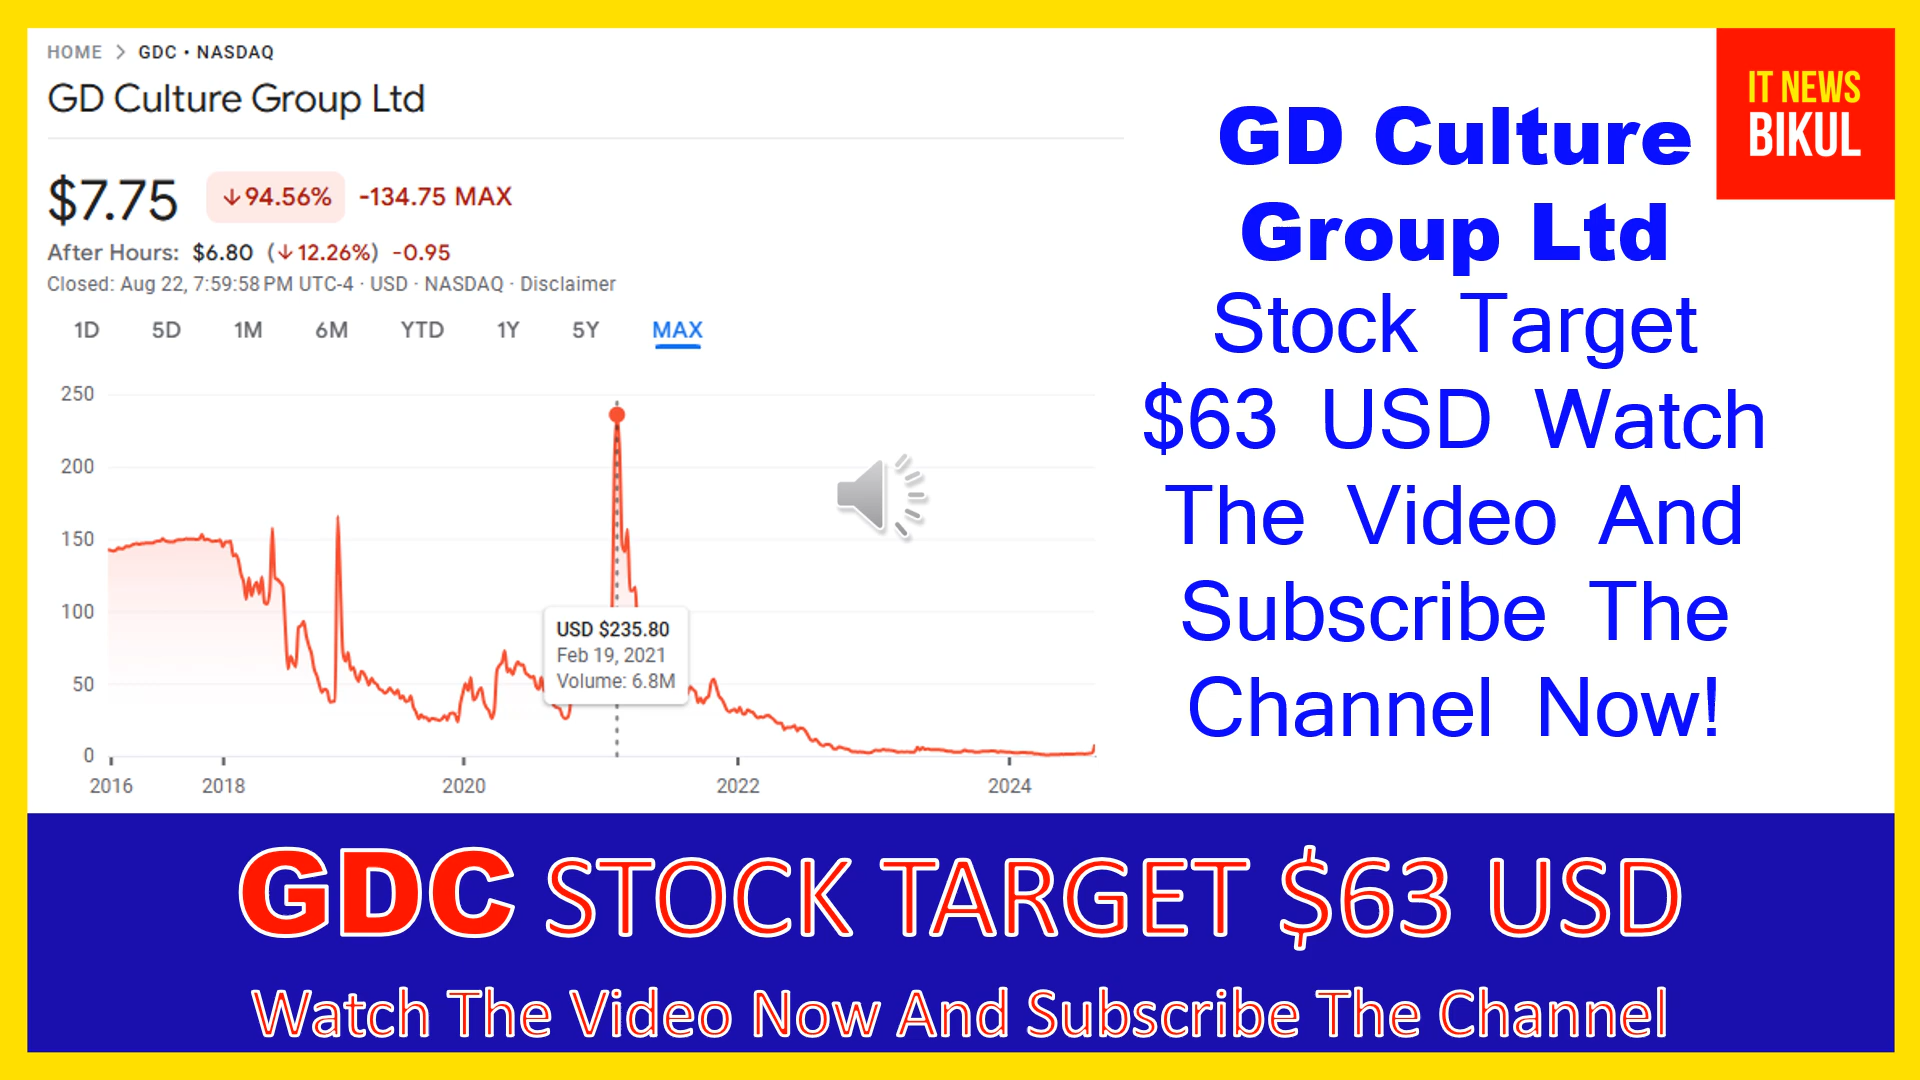 HOME > GDC • NASDAQ
GD Culture Group Ltd
$7.75 ↓94.56% -134.75 MAX
After Hours: $6.80 (↓12.26%) -0.95
Closed: Aug 22, 7:59:58 PM UTC-4 · USD · NASDAQ · Disclaimer
1D 5D 1M 6M YTD 1Y 5Y MAX
250
200
150
100
50
0
USD $235.80
Feb 19, 2021
Volume: 6.8M
2016 2018 2020 2022 2024
IT NEWS
BIKUL
GD Culture
Group Ltd
Stock Target
$63 USD Watch
The Video And
Subscribe The
Channel Now!
GDC STOCK TARGET $63 USD
Watch The Video Now And Subscribe The Channel